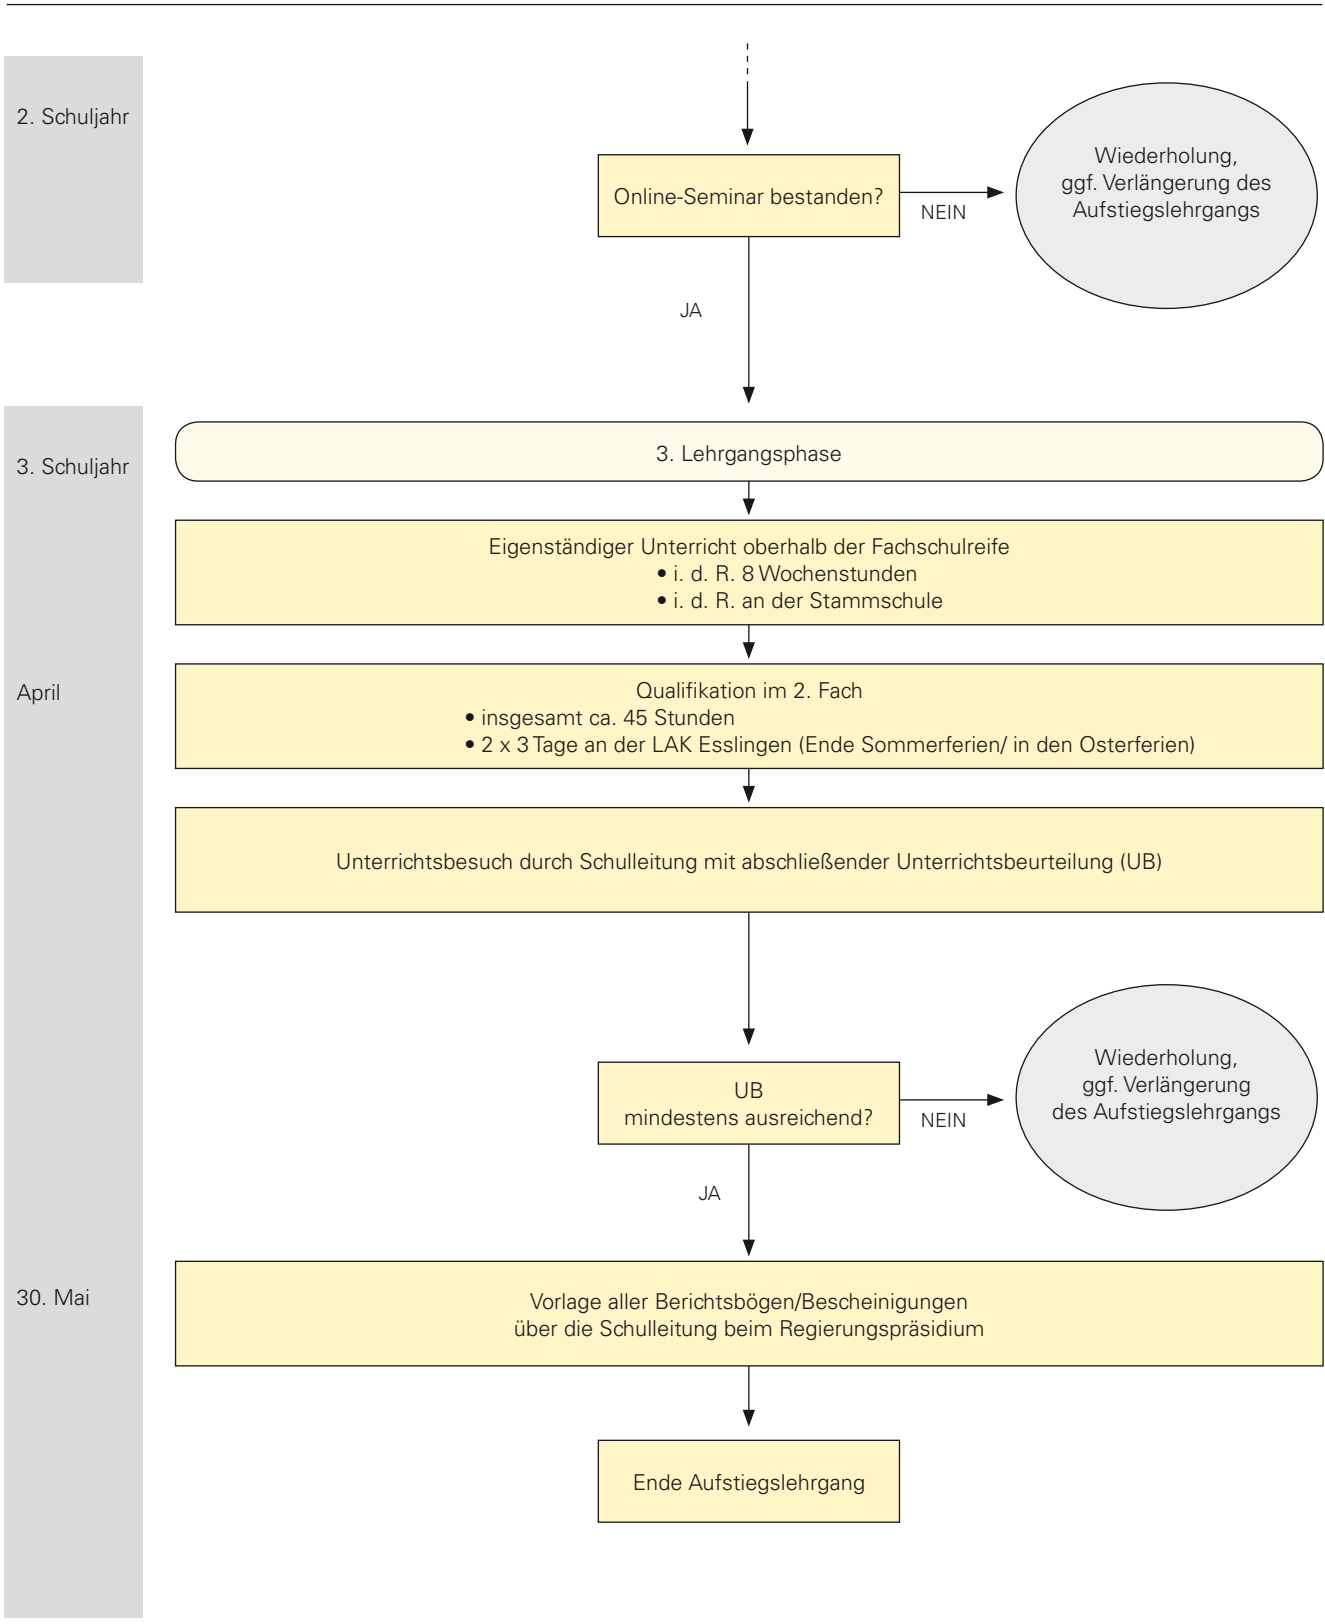 2. Schuljahr
Online-Seminar bestanden?
NEIN
Wiederholung,
ggf. Verlängerung des
Aufstiegslehrgangs
JA
3. Schuljahr
3. Lehrgangsphase
Eigenständiger Unterricht oberhalb der Fachschulreife
• i. d. R. 8 Wochenstunden
• i. d. R. an der Stammschule
April
Qualifikation im 2. Fach
• insgesamt ca. 45 Stunden
• 2 x 3 Tage an der LAK Esslingen (Ende Sommerferien/ in den Osterferien)
Unterrichtsbesuch durch Schulleitung mit abschließender Unterrichtsbeurteilung (UB)
UB
mindestens ausreichend?
NEIN
Wiederholung,
ggf. Verlängerung
des Aufstiegslehrgangs
JA
30. Mai
Vorlage aller Berichtsbögen/Bescheinigungen
über die Schulleitung beim Regierungspräsidium
Ende Aufstiegslehrgang